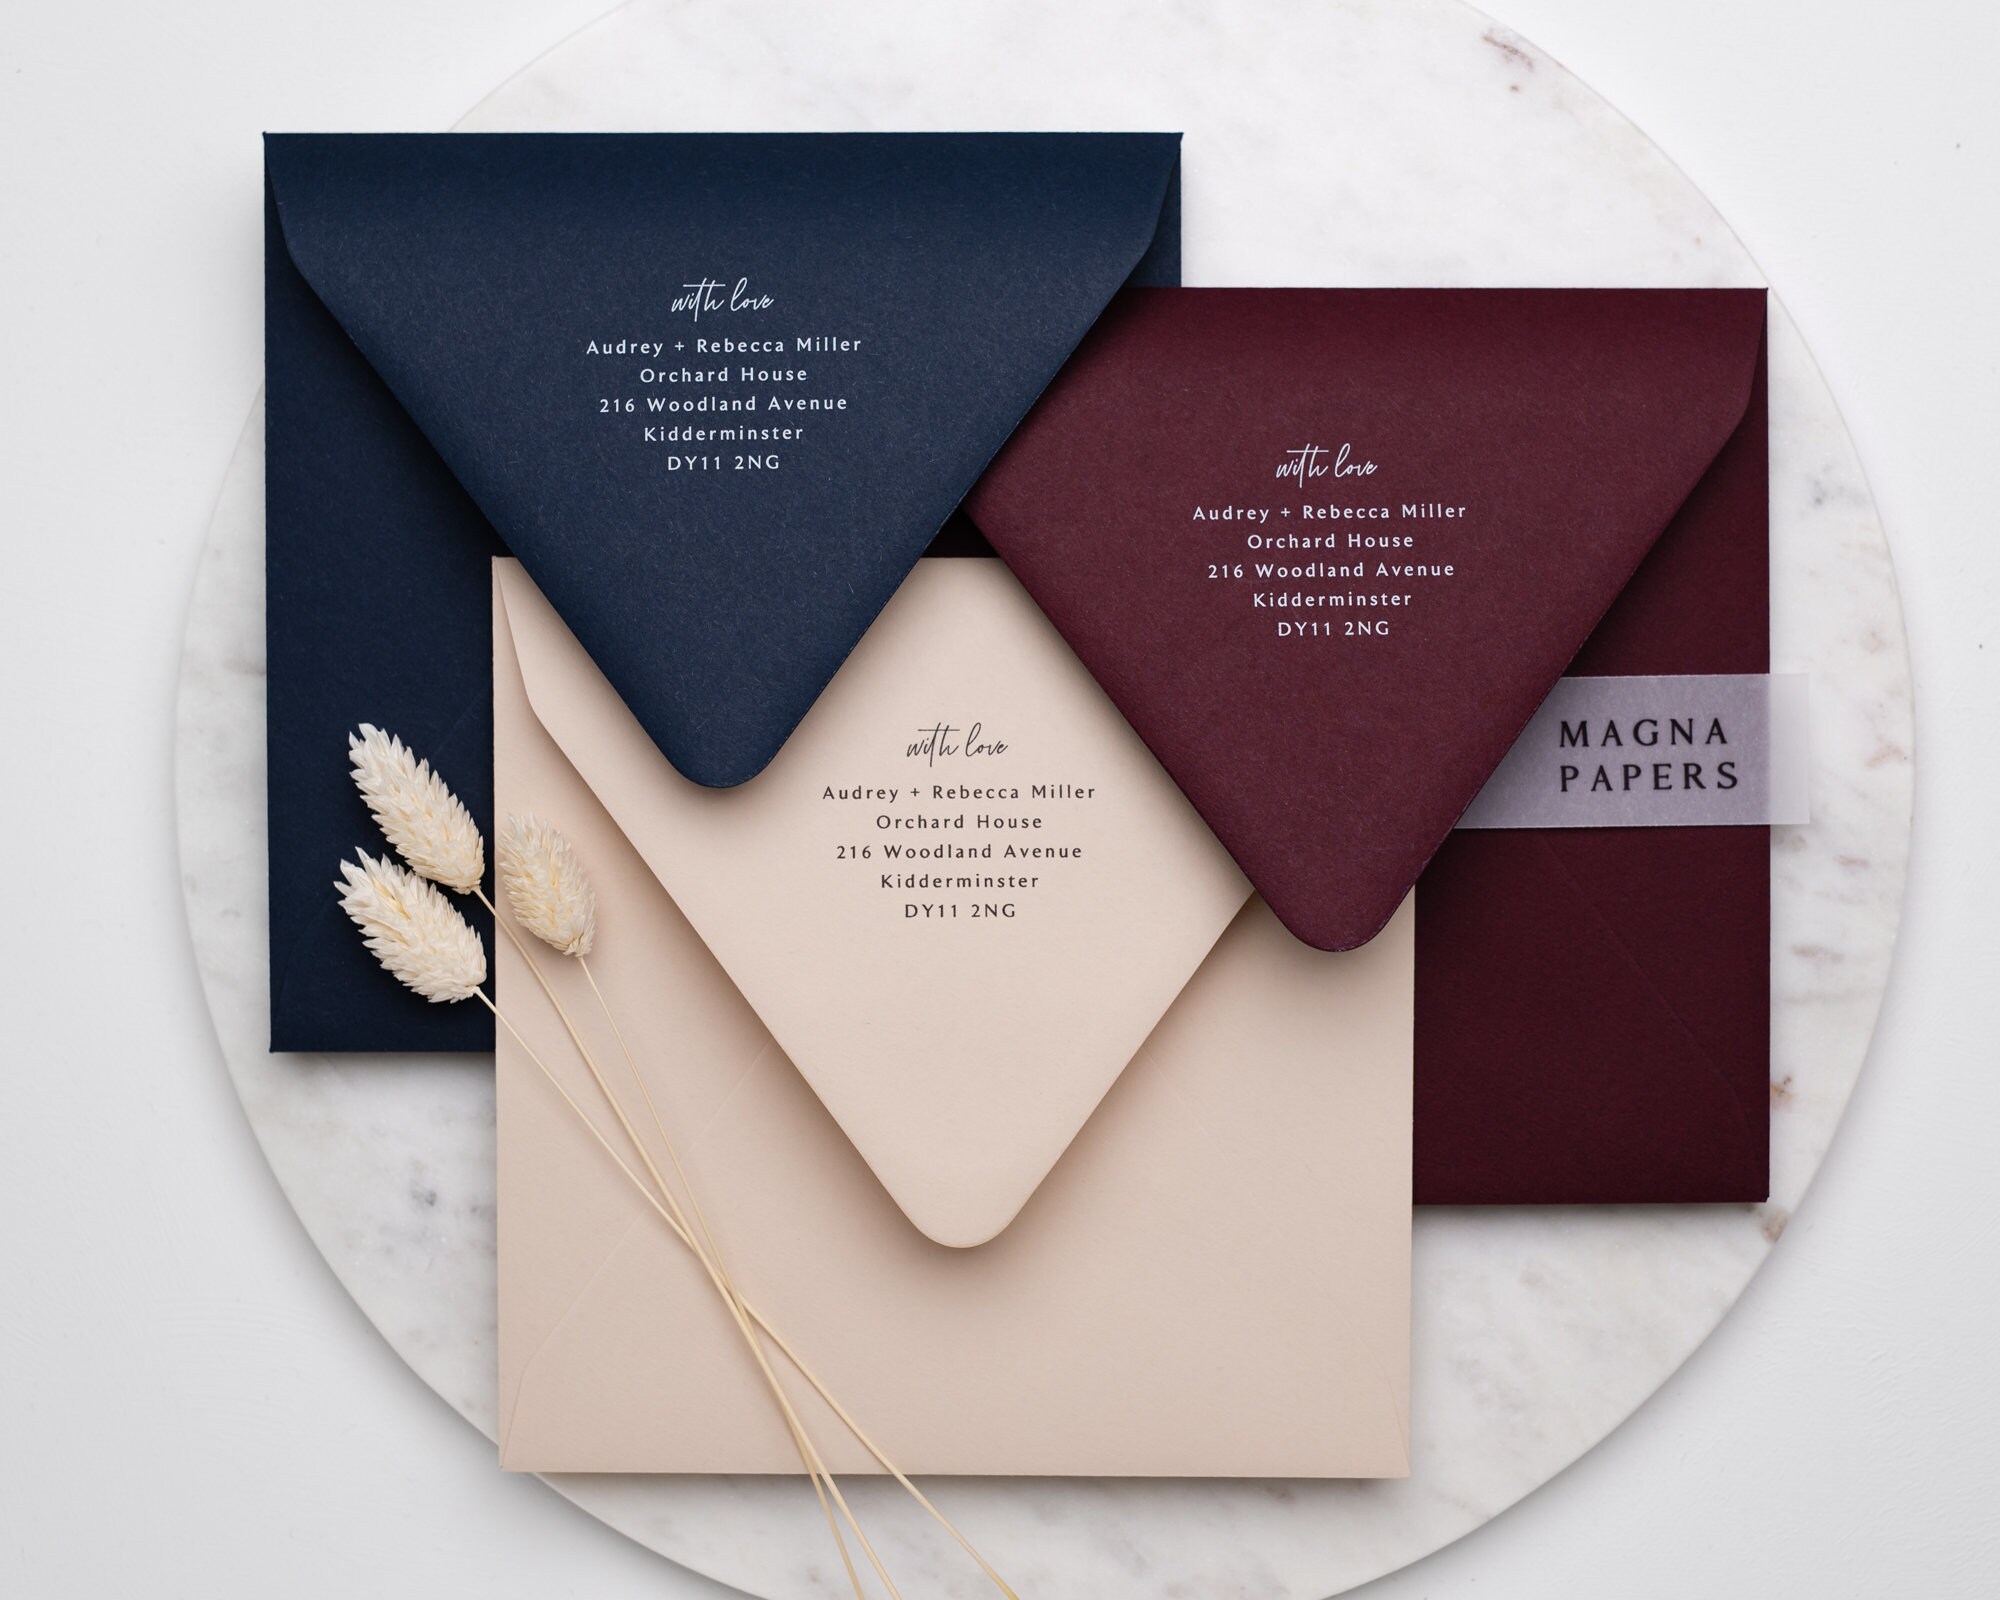 with love
Audrey + Rebecca Miller
Orchard House
216 Woodland Avenue
Kidderminster
DY11 2NG
with love
Audrey + Rebecca Miller
Orchard House
216 Woodland Avenue
Kidderminster
DY11 2NG
with love
Audrey + Rebecca Miller
Orchard House
216 Woodland Avenue
Kidderminster
DY11 2NG
MAGNA
PAPERS